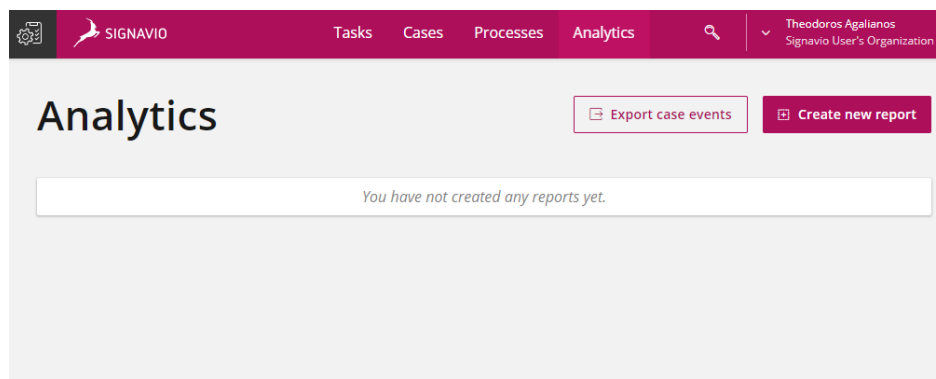 SIGNAVIO
Tasks Cases Processes Analytics
Theodoros Agalianos
Signavio User's Organization
Analytics
Export case events
Create new report
You have not created any reports yet.